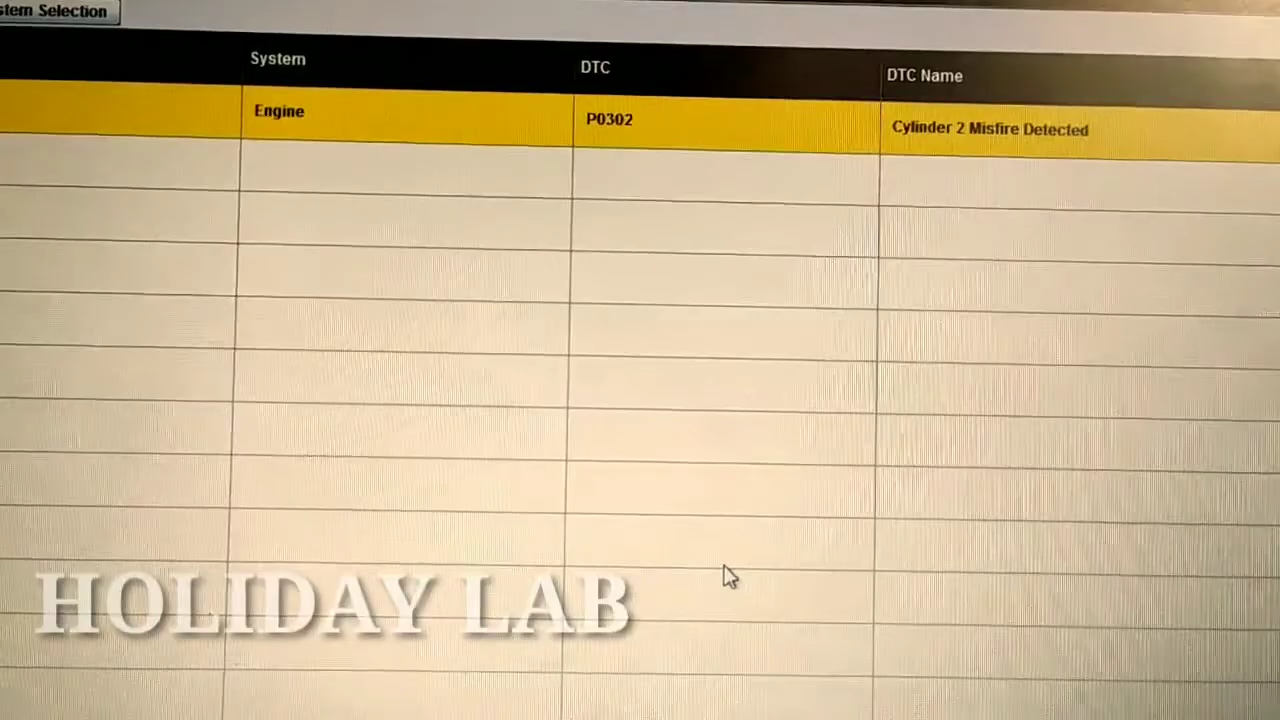 stem Selection
System DTC DTC Name
Engine P0302 Cylinder 2 Misfire Detected
HOLIDAY LAB